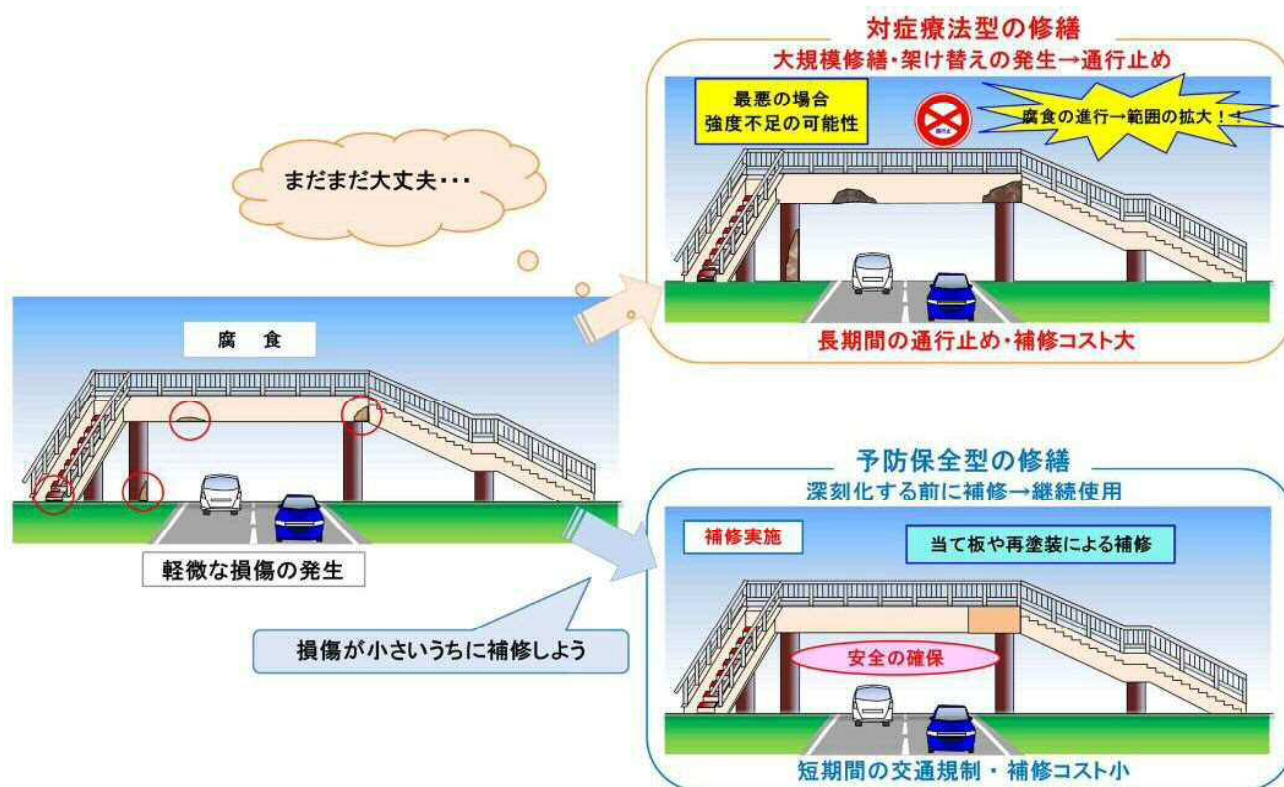 まだまだ大丈夫・・・
腐 食
軽微な損傷の発生
損傷が小さいうちに補修しよう
対症療法型の修繕
大規模修繕・架け替えの発生→通行止め
最悪の場合
強度不足の可能性
腐食の進行→範囲の拡大！！
長期間の通行止め・補修コスト大
予防保全型の修繕
深刻化する前に補修→継続使用
補修実施
当て板や再塗装による補修
安全の確保
短期間の交通規制 ・ 補修コスト小